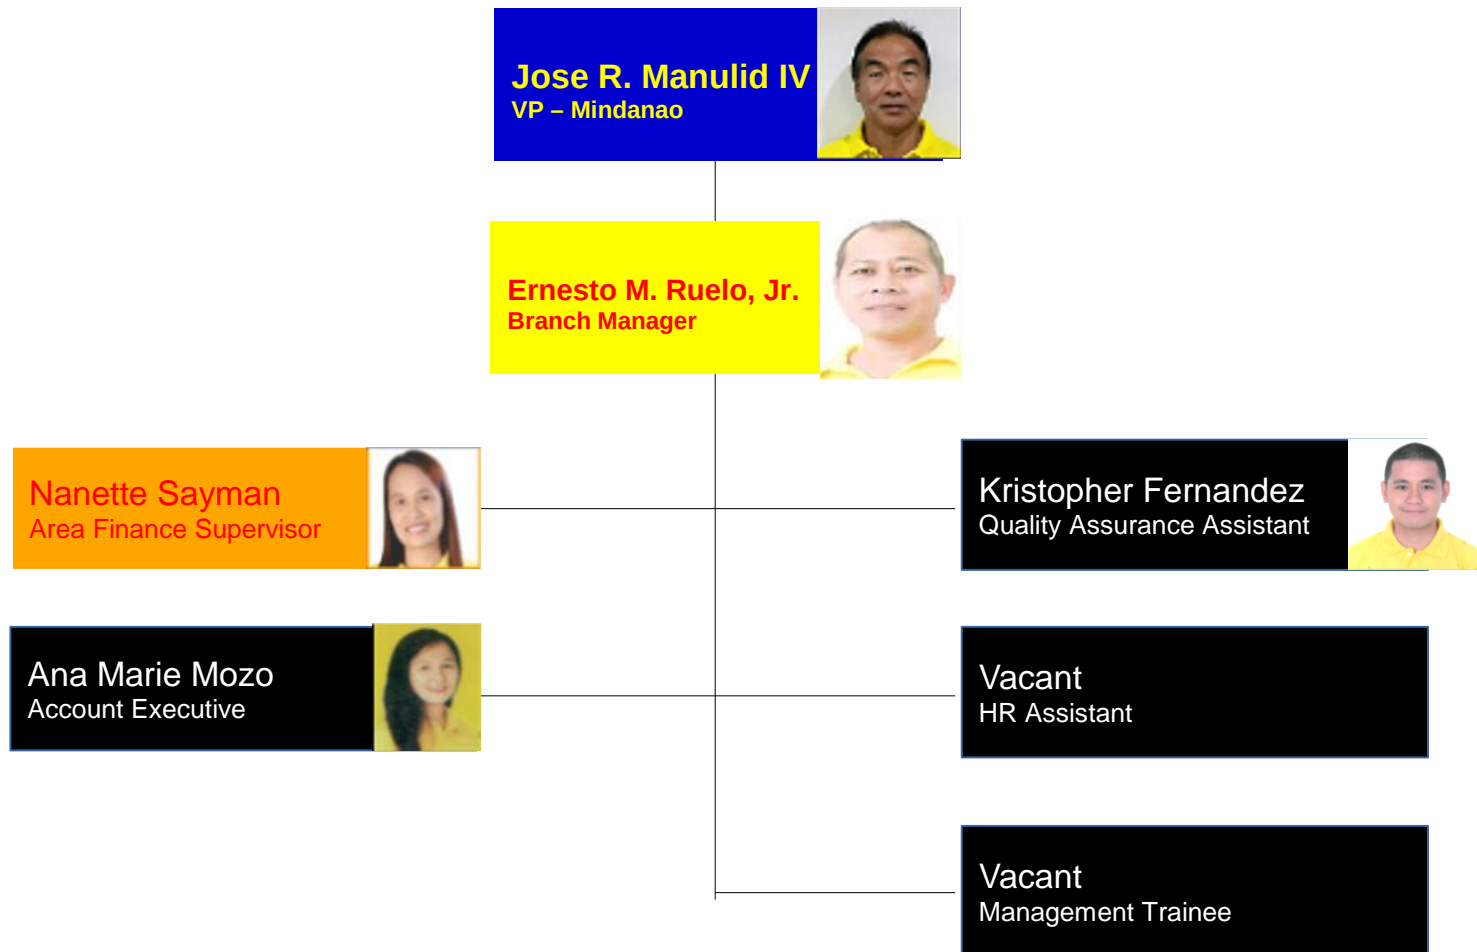 Jose R. Manulid IV
VP – Mindanao
Ernesto M. Ruelo, Jr.
Branch Manager
Nanette Sayman
Area Finance Supervisor
Kristopher Fernandez
Quality Assurance Assistant
Ana Marie Mozo
Account Executive
Vacant
HR Assistant
Vacant
Management Trainee